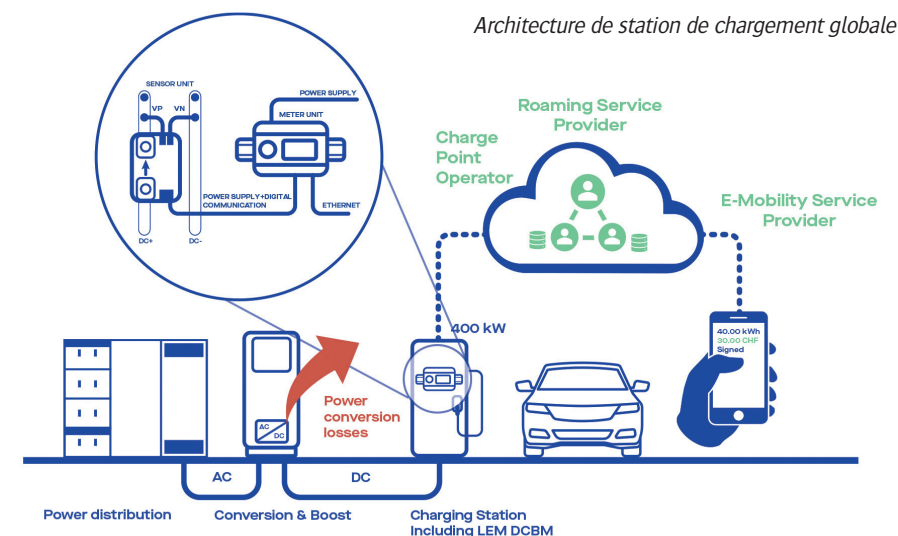 Architecture de station de chargement globale
SENSOR UNIT
VP
VN
POWER SUPPLY
METER UNIT
POWER SUPPLY+DIGITAL
COMMUNICATION
ETHERNET
DC+
DC-
Roaming Service
Provider
Charge
Point
Operator
E-Mobility Service
Provider
400 kW
40.00 kWh
30.00 CHF
Signed
Power
conversion
losses
AC
DC
AC
DC
Power distribution
Conversion & Boost
Charging Station
Including LEM DCBM